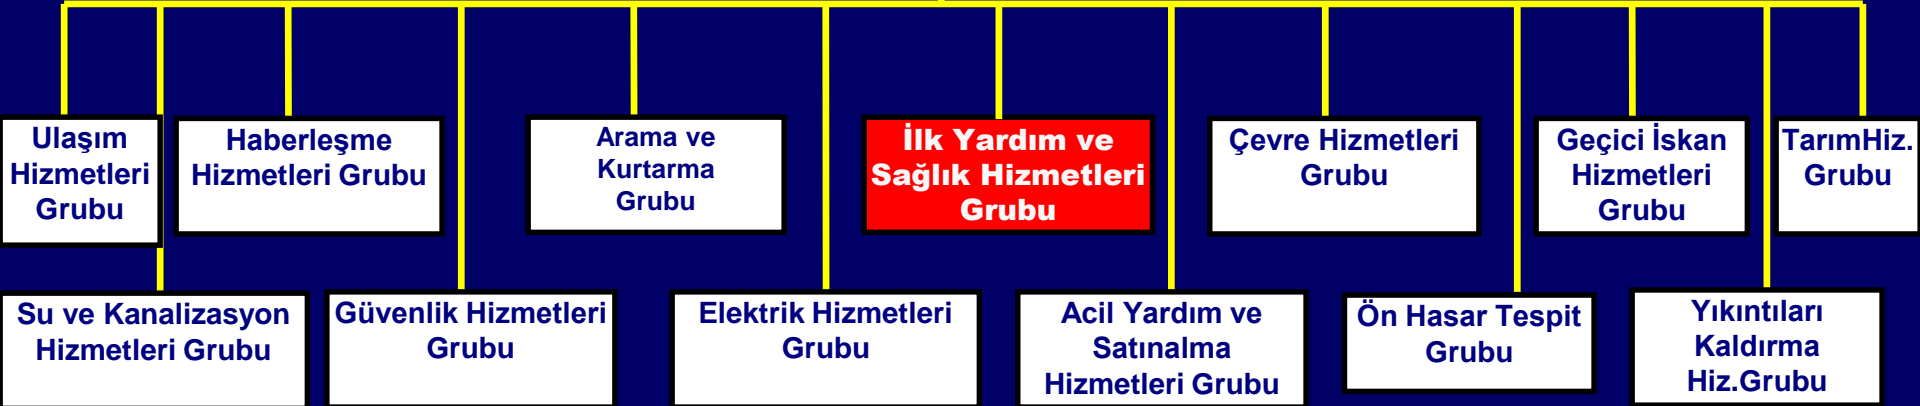 Ulaşım
Hizmetleri
Grubu
Haberleşme
Hizmetleri Grubu
Arama ve
Kurtarma
Grubu
İlk Yardım ve
Sağlık Hizmetleri
Grubu
Çevre Hizmetleri
Grubu
Geçici İskan
Hizmetleri
Grubu
TarımHiz.
Grubu
Su ve Kanalizasyon
Hizmetleri Grubu
Güvenlik Hizmetleri
Grubu
Elektrik Hizmetleri
Grubu
Acil Yardım ve
Satınalma
Hizmetleri Grubu
Ön Hasar Tespit
Grubu
Yıkıntıları
Kaldırma
Hiz.Grubu